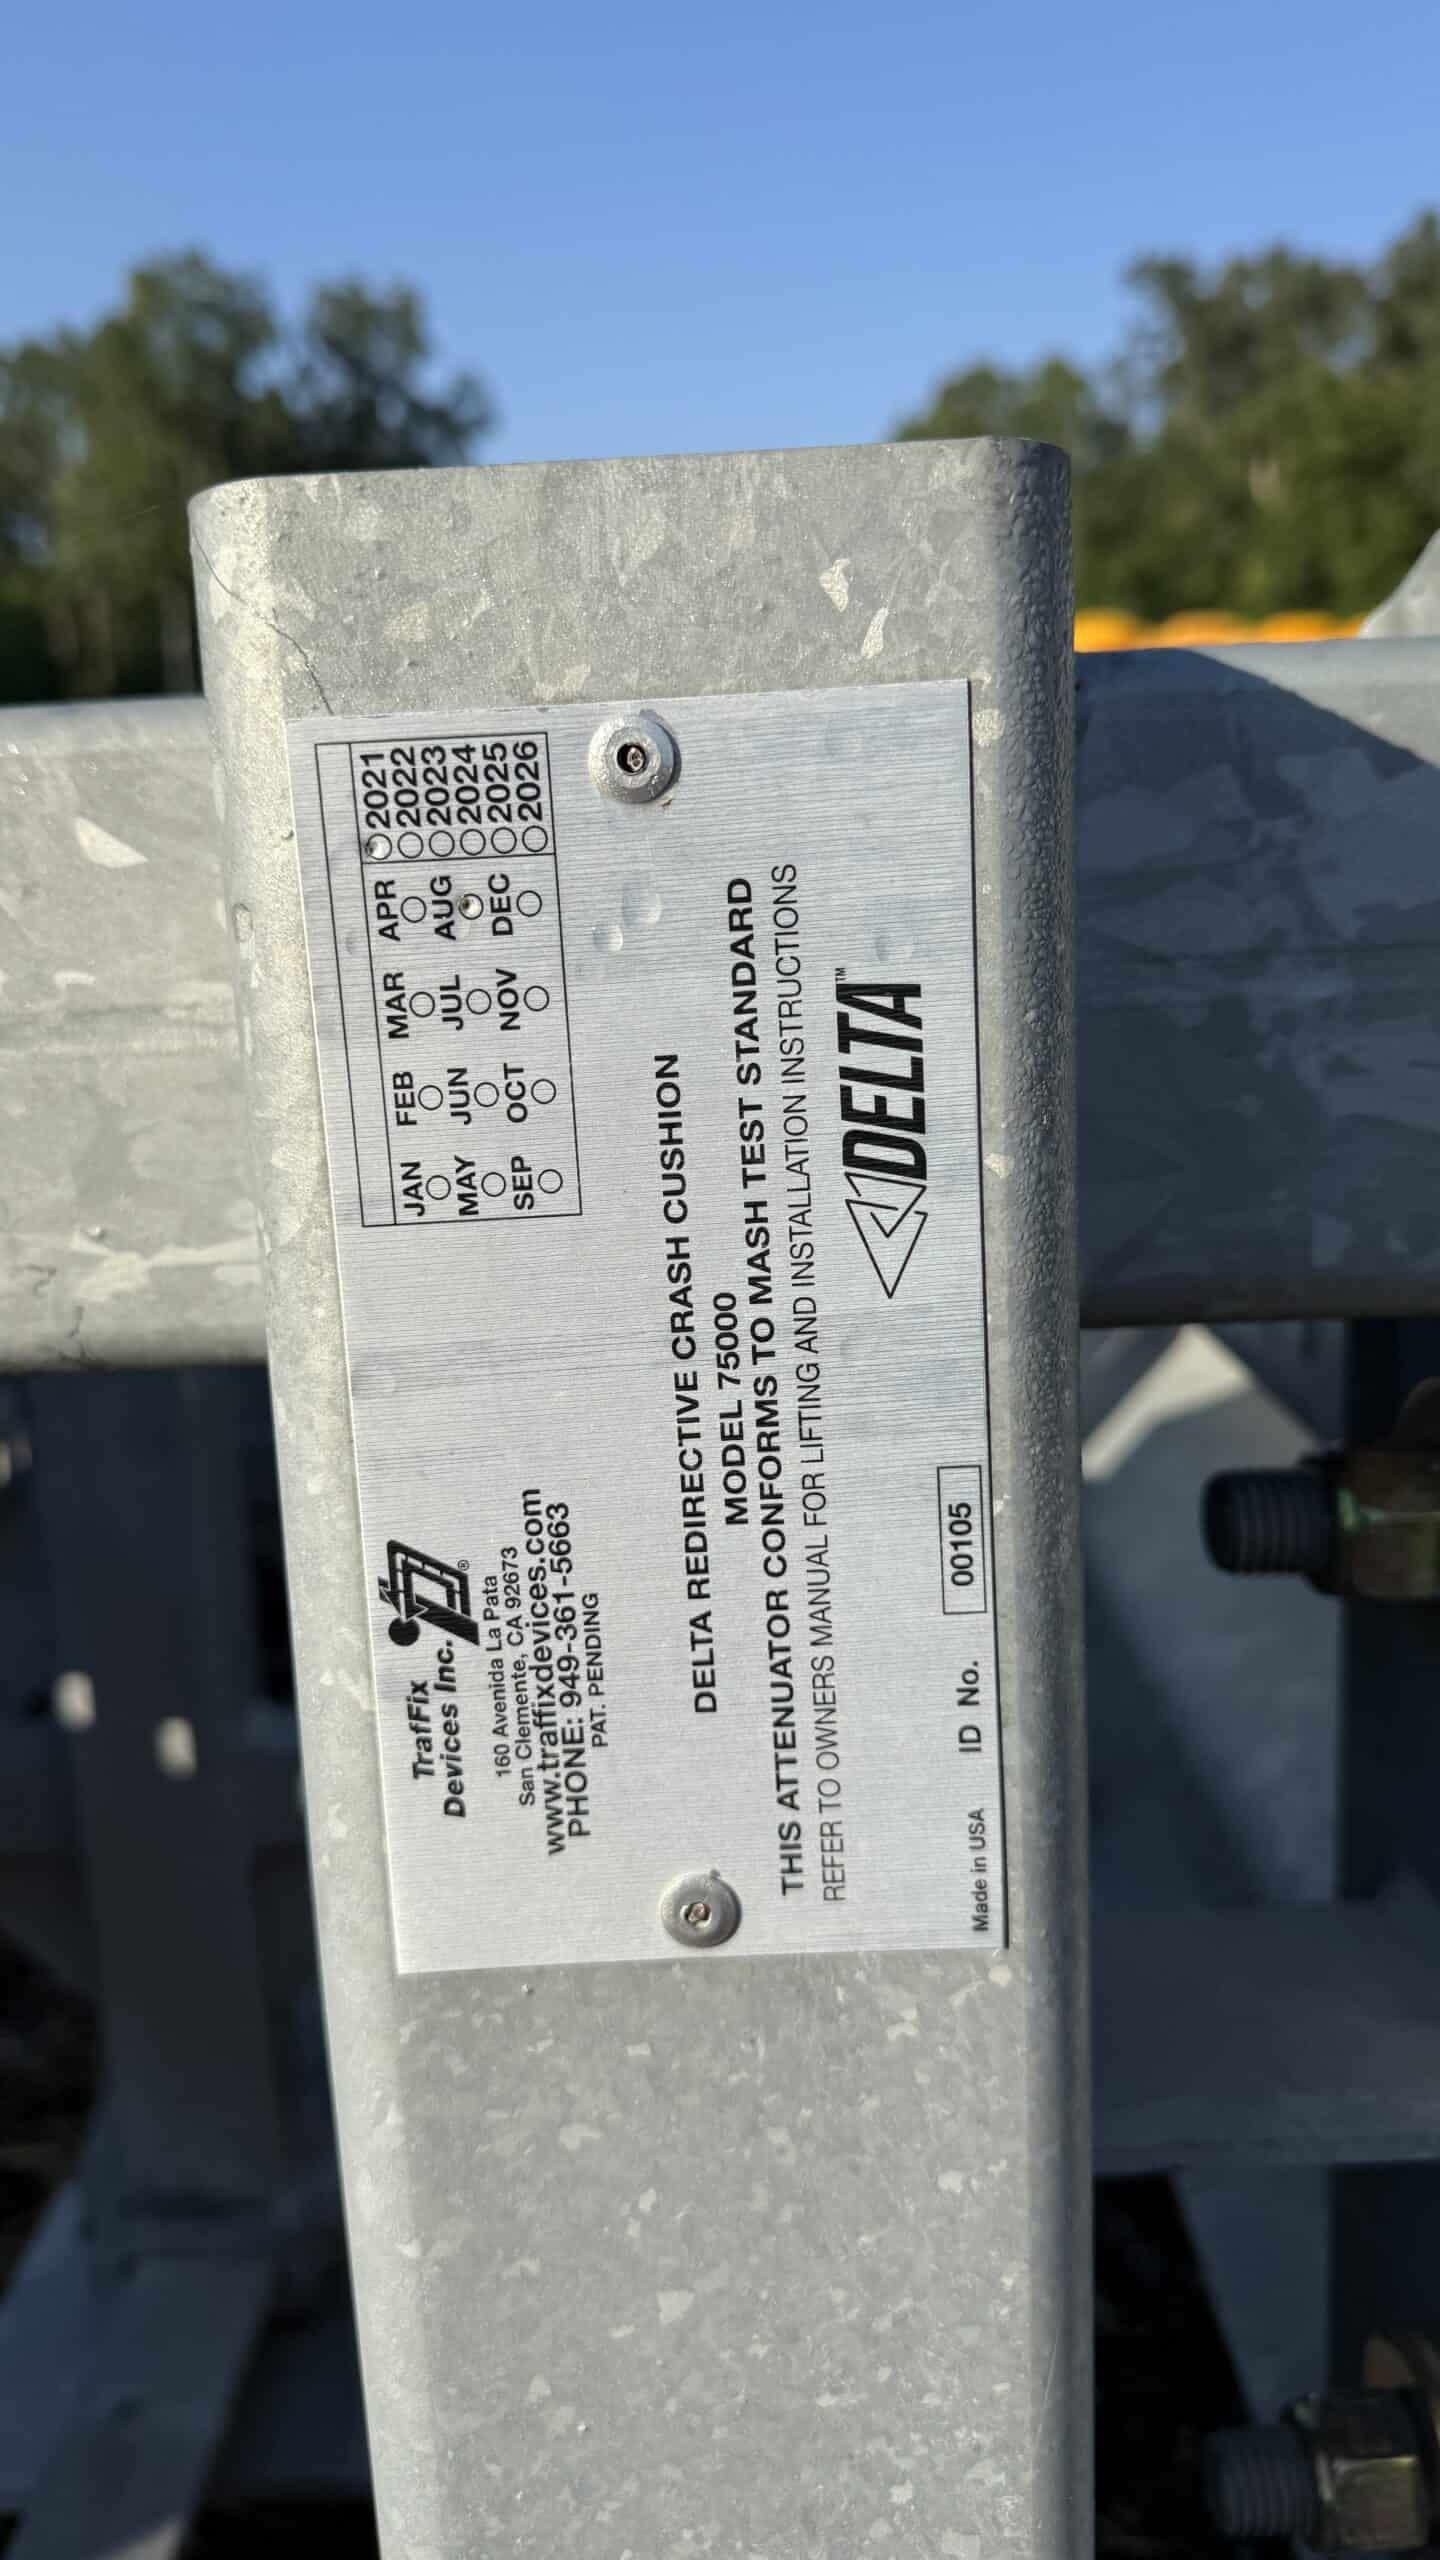 TrafFix
Devices Inc.
®
160 Avenida La Pata
San Clemente, CA 92673
www.traffixdevices.com
PHONE: 949-361-5663
PAT. PENDING
JAN FEB MAR APR 2021
2022
MAY JUN JUL AUG 2023
2024
SEP OCT NOV DEC 2025
2026
DELTA REDIRECTIVE CRASH CUSHION
MODEL 75000
THIS ATTENUATOR CONFORMS TO MASH TEST STANDARD
REFER TO OWNERS MANUAL FOR LIFTING AND INSTALLATION INSTRUCTIONS
DELTA™
Made in USA ID No. 00105